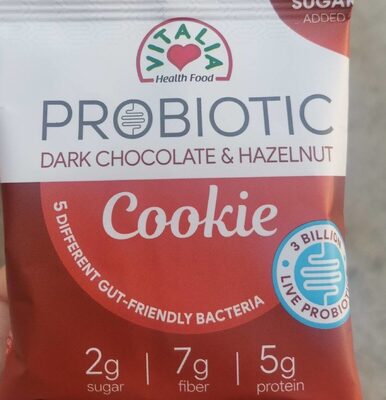 SUGAR
ADDED
VITALIA
Health Food
PROBIOTIC
DARK CHOCOLATE & HAZELNUT
Cookie
5 DIFFERENT GUT-FRIENDLY BACTERIA
3 BILLION
LIVE PROBIOT
2g
sugar
7g
fiber
5g
protein